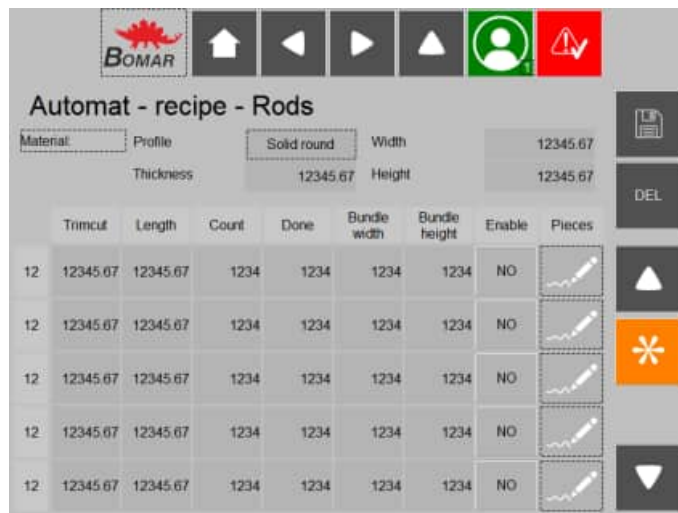 BOMAR
1
Automat - recipe - Rods
Material: Profile Solid round Width 12345.67
Thickness 12345.67 Height 12345.67
DEL
Trimcut Length Count Done Bundle width Bundle height Enable Pieces
12 12345.67 12345.67 1234 1234 1234 1234 NO
12 12345.67 12345.67 1234 1234 1234 1234 NO
12 12345.67 12345.67 1234 1234 1234 1234 NO
12 12345.67 12345.67 1234 1234 1234 1234 NO
12 12345.67 12345.67 1234 1234 1234 1234 NO